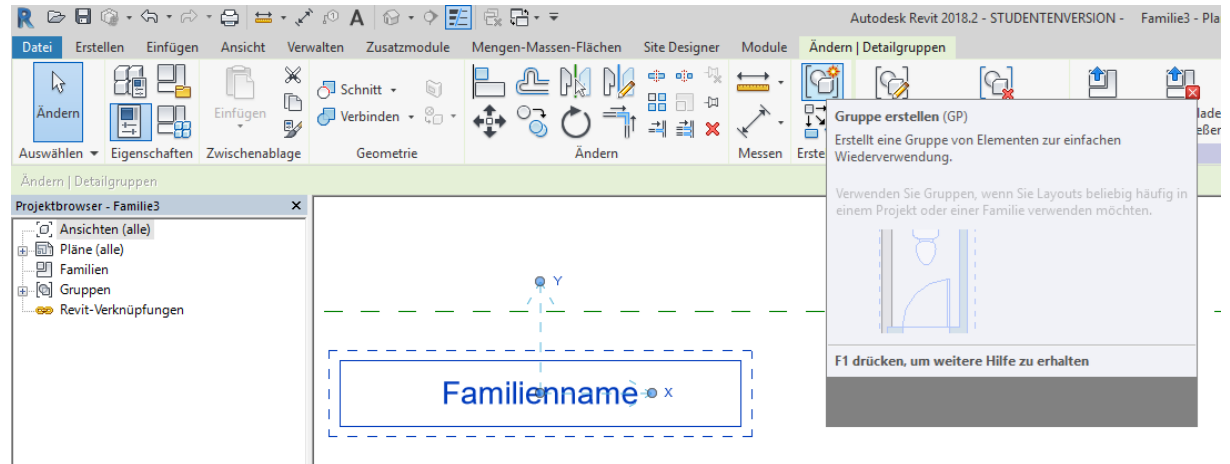 Autodesk Revit 2018.2 - STUDENTENVERSION - Familie3 - Pla
Datei Erstellen Einfügen Ansicht Verwalten Zusatzmodule Mengen-Massen-Flächen Site Designer Module Ändern | Detailgruppen
Ändern
Einfügen
Schnitt
Verbinden
Auswählen Eigenschaften Zwischenablage Geometrie Ändern Messen Erste
Gruppe erstellen (GP)
Erstellt eine Gruppe von Elementen zur einfachen
Wiederverwendung.
Verwenden Sie Gruppen, wenn Sie Layouts beliebig häufig in
einem Projekt oder einer Familie verwenden möchten.
F1 drücken, um weitere Hilfe zu erhalten
Ändern | Detailgruppen
Projektbrowser - Familie3
Ansichten (alle)
Pläne (alle)
Familien
Gruppen
Revit-Verknüpfungen
Y
Familienname
X